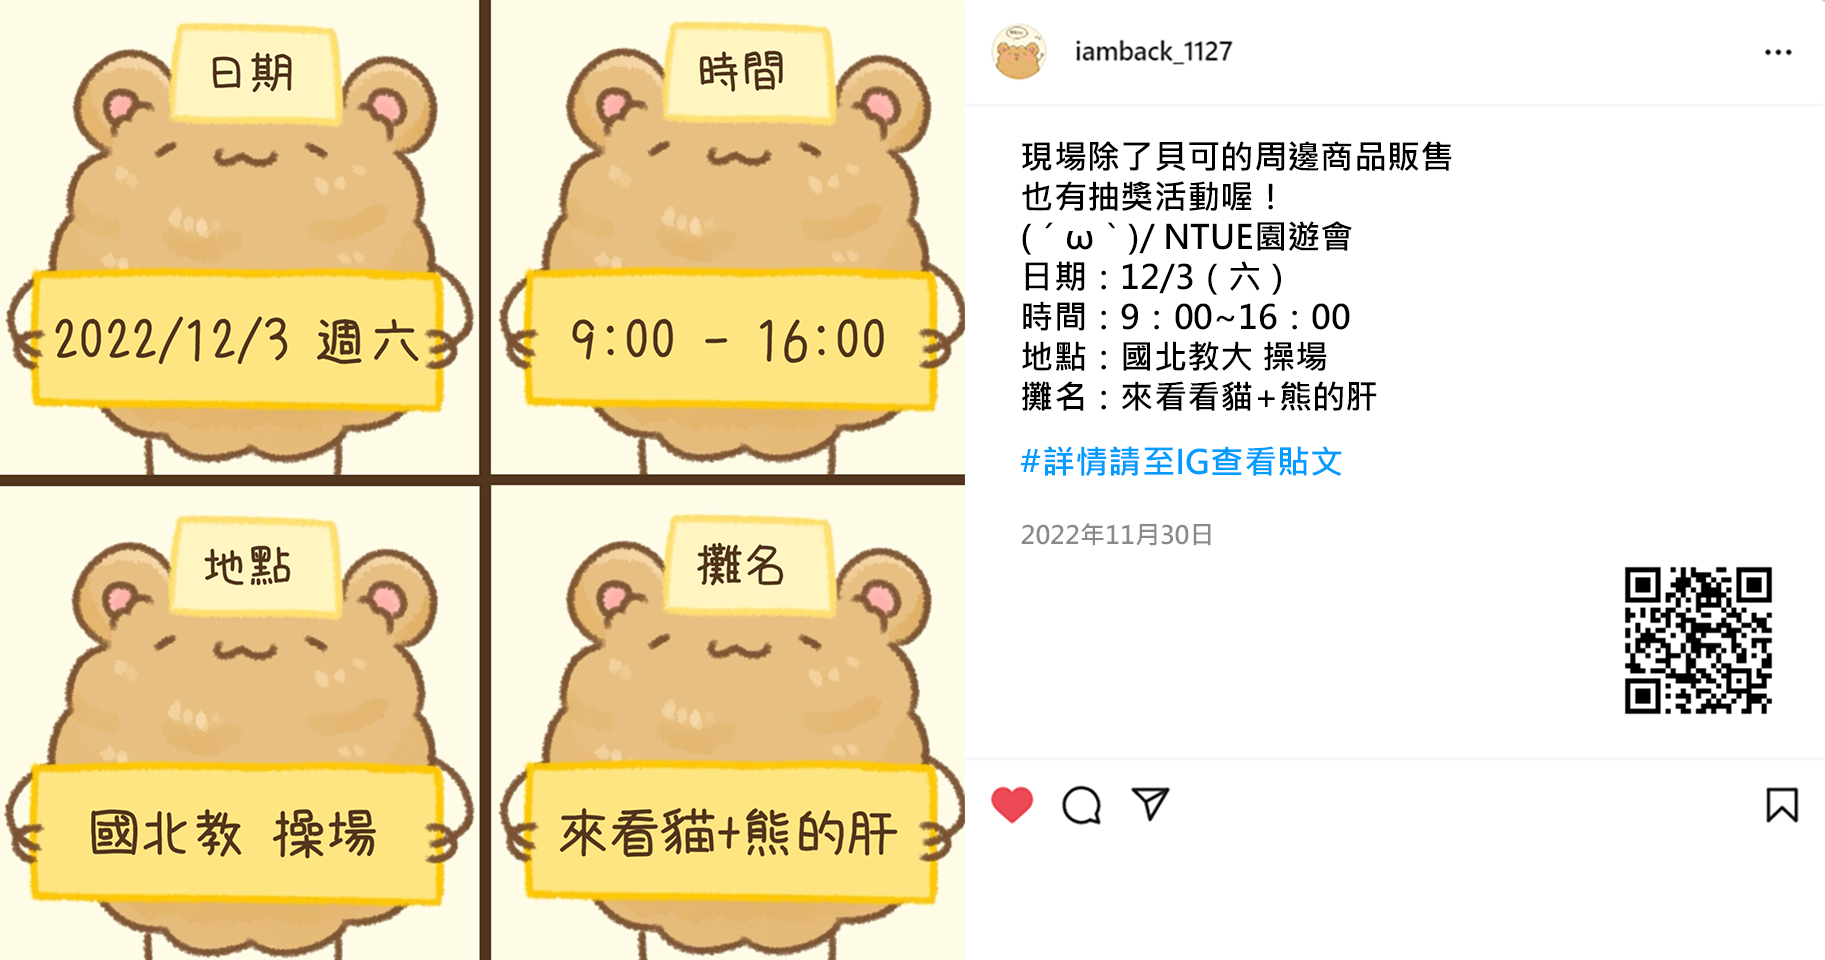 日期
2022/12/3 週六
時間
9:00 - 16:00
地點
國北教 操場
攤名
來看貓+熊的肝
iamback_1127
現場除了貝可的周邊商品販售
也有抽獎活動喔！
(´ω`)/ NTUE園遊會
日期：12/3（六）
時間：9：00~16：00
地點：國北教大 操場
攤名：來看看貓+熊的肝
#詳情請至IG查看貼文
2022年11月30日